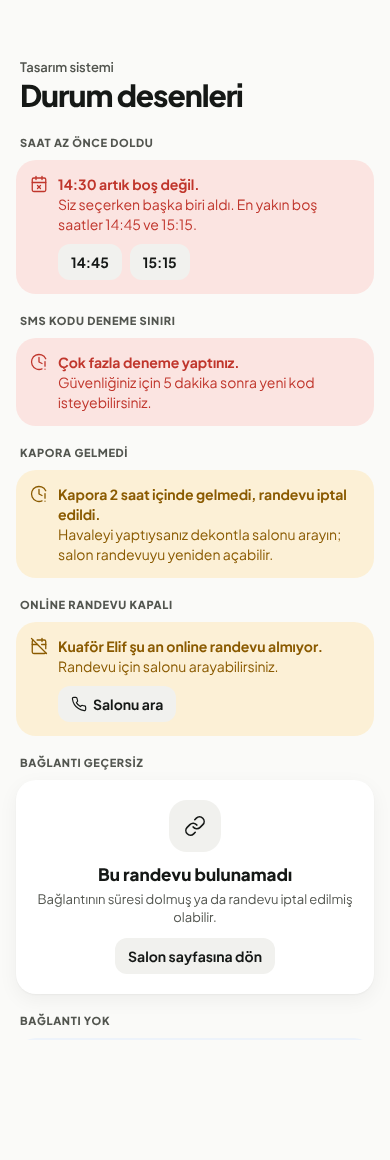 Tasarım sistemi
Durum desenleri
SAAT AZ ÖNCE DOLDU
14:30 artık boş değil.
Siz seçerken başka biri aldı. En yakın boş
saatler 14:45 ve 15:15.
14:45
15:15
SMS KODU DENEME SINIRI
Çok fazla deneme yaptınız.
Güvenliğiniz için 5 dakika sonra yeni kod
isteyebilirsiniz.
KAPORA GELMEDİ
Kapora 2 saat içinde gelmedi, randevu iptal
edildi.
Havaleyi yaptıysanız dekontla salonu arayın;
salon randevuyu yeniden açabilir.
ONLİNE RANDEVU KAPALI
Kuaför Elif şu an online randevu almıyor.
Randevu için salonu arayabilirsiniz.
Salonu ara
BAĞLANTI GEÇERSİZ
Bu randevu bulunamadı
Bağlantının süresi dolmuş ya da randevu iptal edilmiş
olabilir.
Salon sayfasına dön
BAĞLANTI YOK